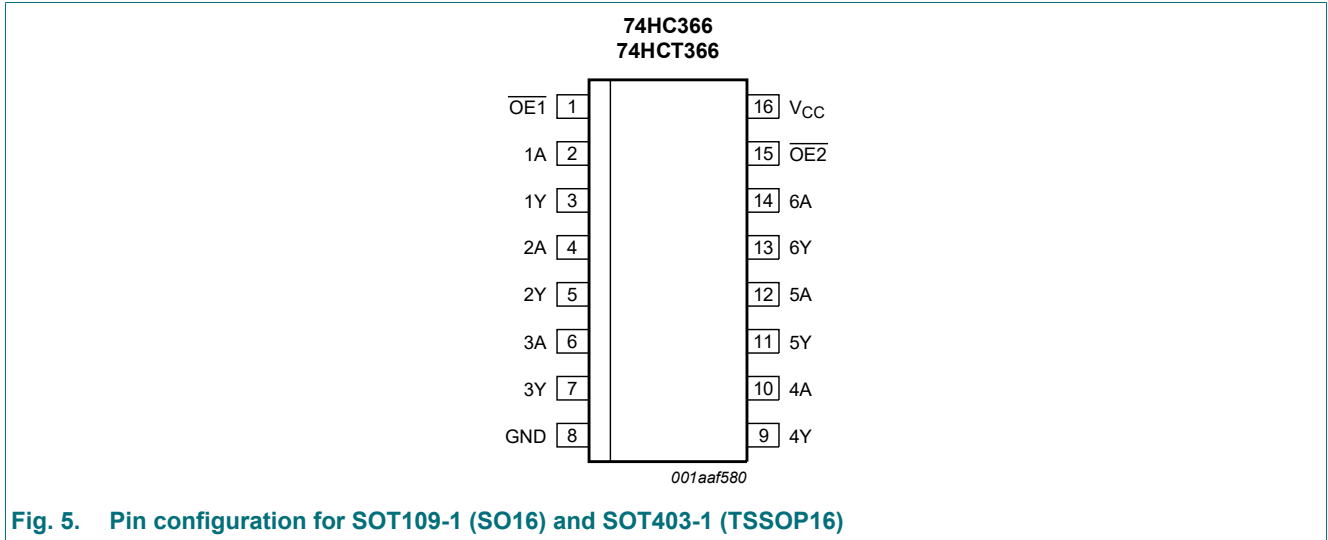 74HC366
74HCT366
OE1 1
16 VCC
1A 2
15 OE2
1Y 3
14 6A
2A 4
13 6Y
2Y 5
12 5A
3A 6
11 5Y
3Y 7
10 4A
GND 8
9 4Y
001aaf580
Fig. 5. Pin configuration for SOT109-1 (SO16) and SOT403-1 (TSSOP16)